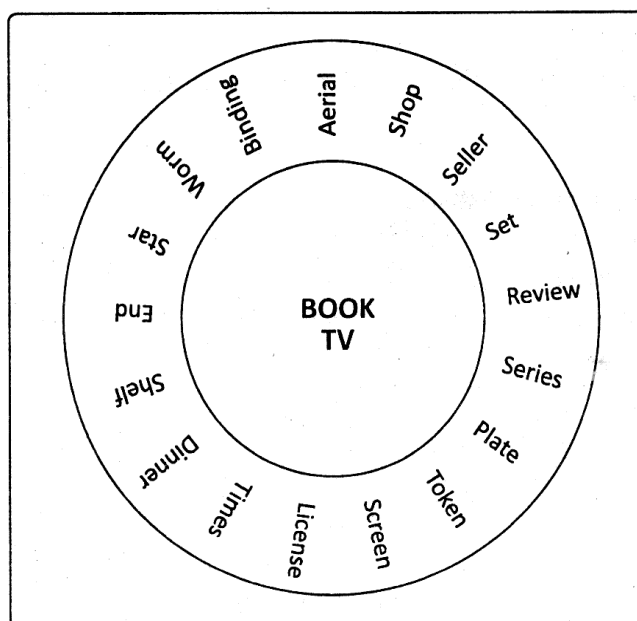 BOOK
TV
Aerial
Shop
Seller
Set
Review
Series
Plate
Token
Screen
License
Times
Dinner
Shelf
End
Star
Worm
Binding